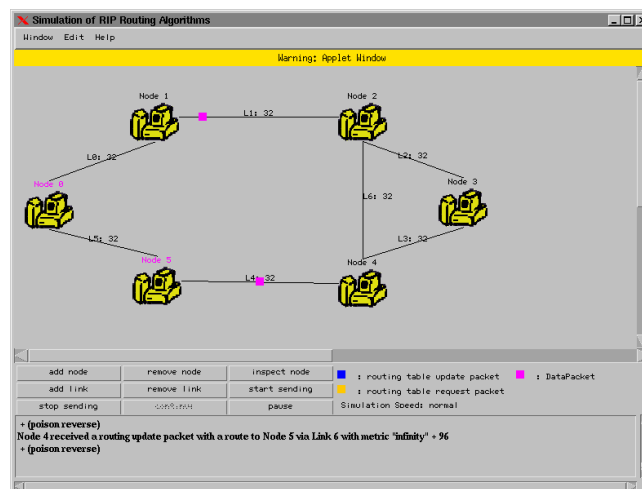 Simulation of RIP Routing Algorithms
Window Edit Help
Warning: Applet Window
Node 1
Node 2
L1: 32
L0: 32
L2: 32
Node 0
Node 3
L6: 32
L5: 32
L3: 32
Node 5
Node 4
L4: 32
add node remove node inspect node
: routing table update packet : DataPacket
add link remove link start sending
: routing table request packet
stop sending continue pause
Simulation Speed: normal
+ (poison reverse)
Node 4 received a routing update packet with a route to Node 5 via Link 6 with metric "infinity" + 96
+ (poison reverse)